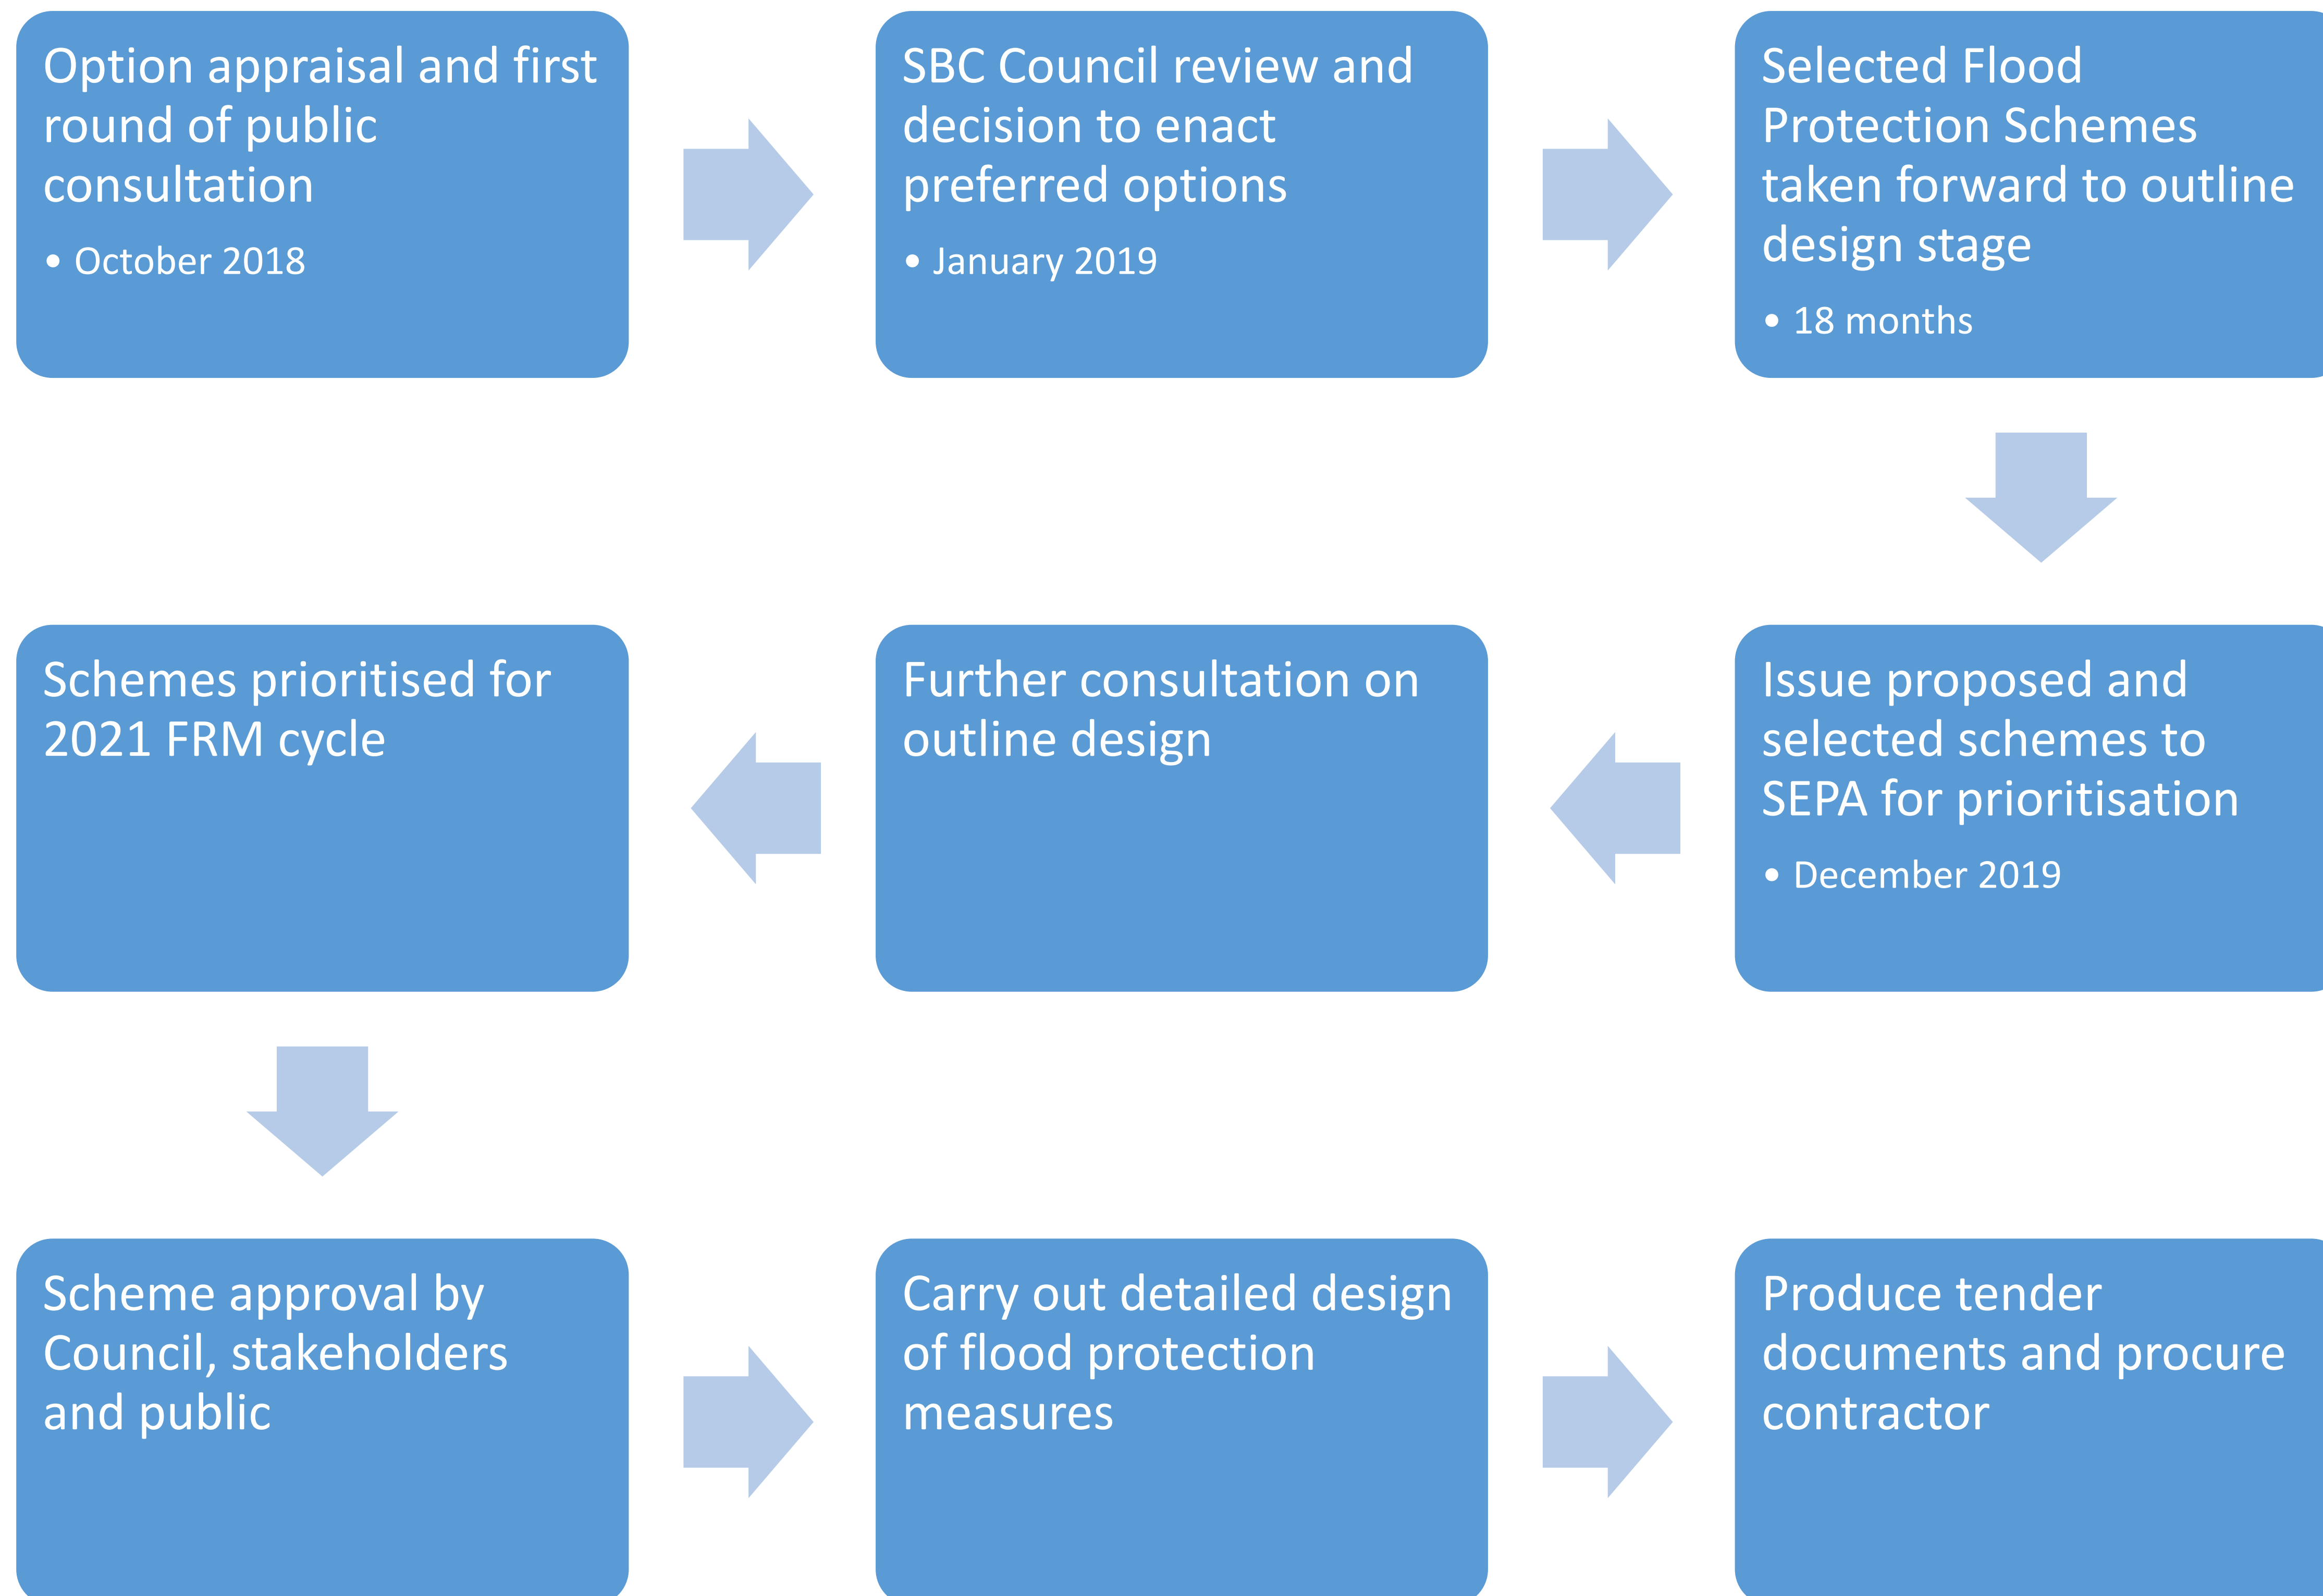 Option appraisal and first
round of public
consultation
• October 2018
SBC Council review and
decision to enact
preferred options
• January 2019
Selected Flood
Protection Schemes
taken forward to outline
design stage
• 18 months
Issue proposed and
selected schemes to
SEPA for prioritisation
• December 2019
Further consultation on
outline design
Schemes prioritised for
2021 FRM cycle
Scheme approval by
Council, stakeholders
and public
Carry out detailed design
of flood protection
measures
Produce tender
documents and procure
contractor